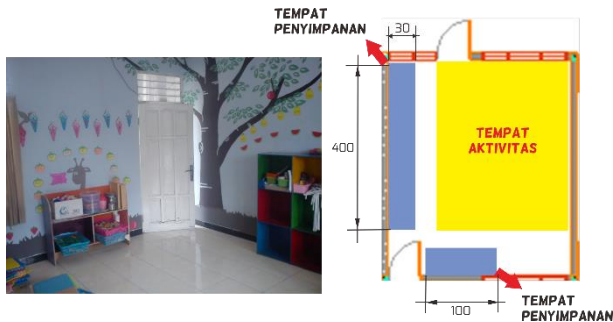 TEMPAT
PENYIMPANAN
30
400
TEMPAT
AKTIVITAS
100
TEMPAT
PENYIMPANAN